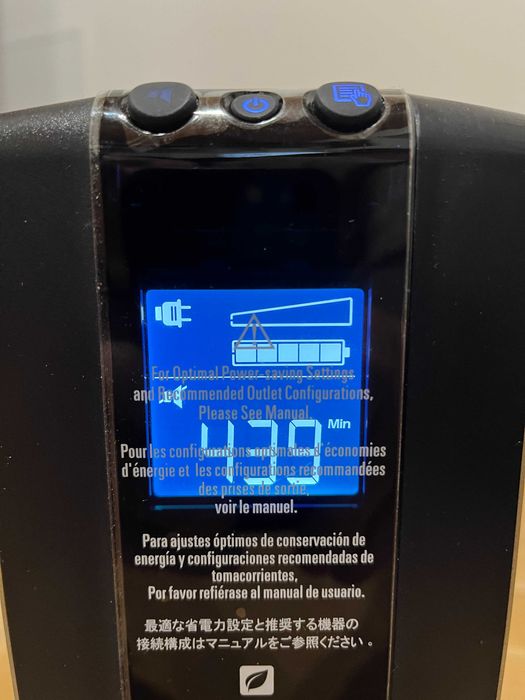 For Optimal Power-saving Settings
and Recommended Outlet Configurations,
Please See Manual.
439 Min
Pour les configurations optimales d'économies
d'énergie et les configurations recommandées
des prises de sortie,
voir le manuel.
Para ajustes óptimos de conservación de
energía y configuraciones recomendadas de
tomacorrientes,
Por favor refiérase al manual de usuario.
最適な省電力設定と推奨する機器の
接続構成はマニュアルをご参照ください。